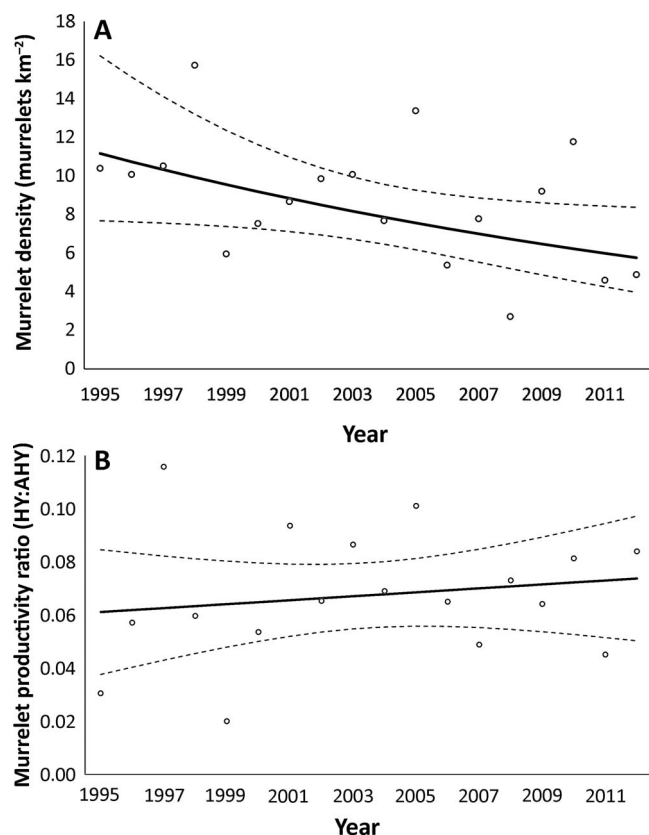 A
Murrelet density (murrelets km⁻²)
18
16
14
12
10
8
6
4
2
0
1995 1997 1999 2001 2003 2005 2007 2009 2011
Year
B
Murrelet productivity ratio (HY:AHY)
0.12
0.10
0.08
0.06
0.04
0.02
0.00
1995 1997 1999 2001 2003 2005 2007 2009 2011
Year